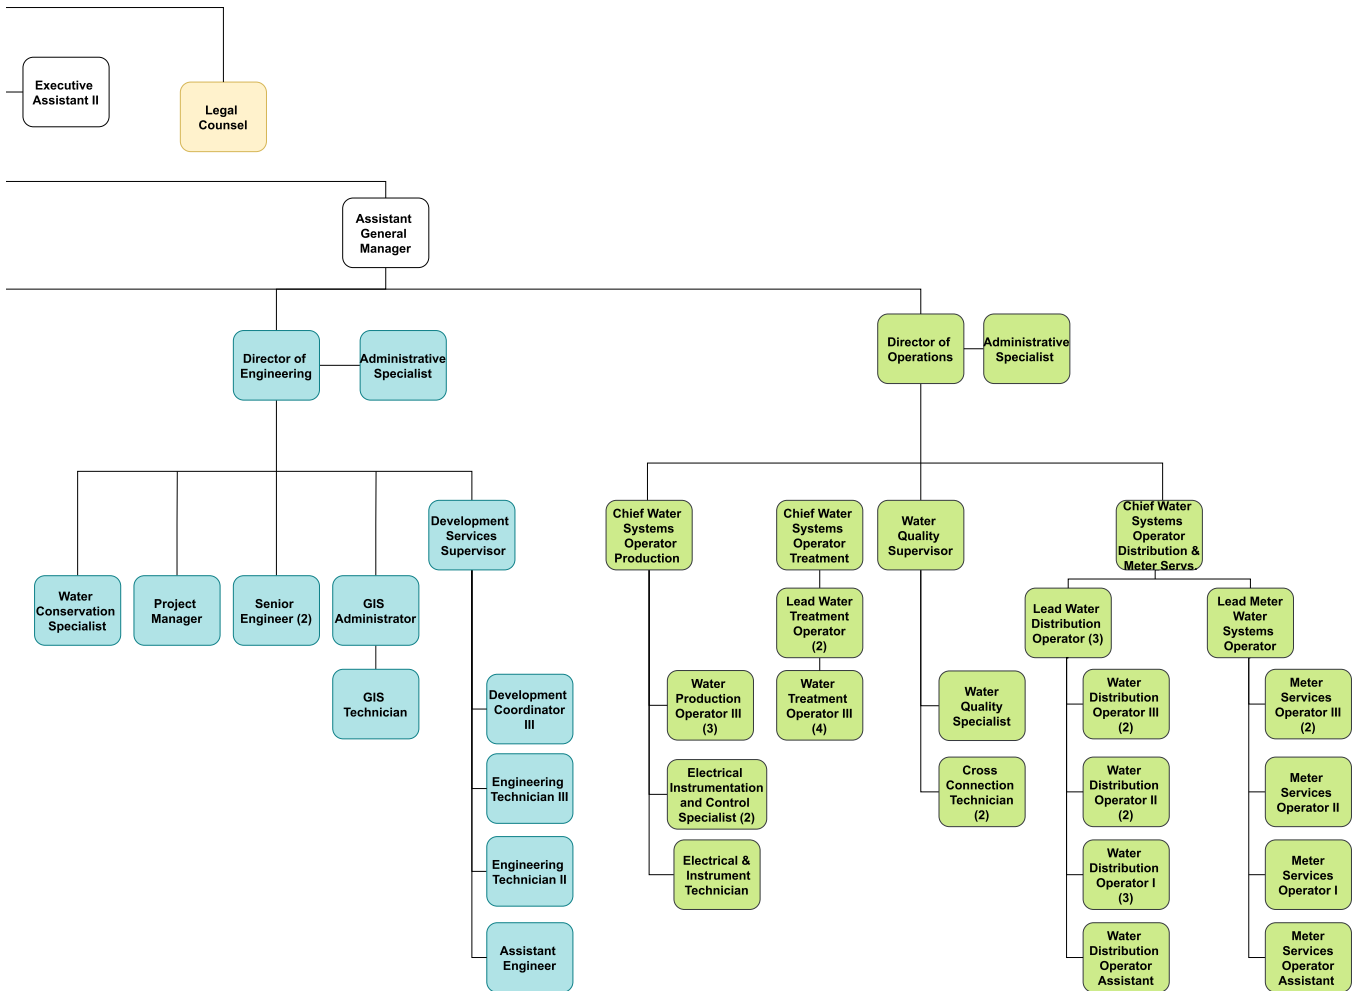 Executive
Assistant II
Legal
Counsel
Assistant
General
Manager
Director of
Engineering
Administrative
Specialist
Director of
Operations
Administrative
Specialist
Development
Services
Supervisor
Chief Water
Systems
Operator
Production
Chief Water
Systems
Operator
Treatment
Water
Quality
Supervisor
Chief Water
Systems
Operator
Distribution &
Meter Servs.
Water
Conservation
Specialist
Project
Manager
Senior
Engineer (2)
GIS
Administrator
Lead Water
Treatment
Operator
(2)
Lead Water
Distribution
Operator (3)
Lead Meter
Water
Systems
Operator
GIS
Technician
Development
Coordinator
III
Water
Production
Operator III
(3)
Water
Treatment
Operator III
(4)
Water
Quality
Specialist
Water
Distribution
Operator III
(2)
Meter
Services
Operator III
(2)
Engineering
Technician III
Electrical
Instrumentation
and Control
Specialist (2)
Cross
Connection
Technician
(2)
Water
Distribution
Operator II
(2)
Meter
Services
Operator II
Engineering
Technician II
Electrical &
Instrument
Technician
Water
Distribution
Operator I
(3)
Meter
Services
Operator I
Assistant
Engineer
Water
Distribution
Operator
Assistant
Meter
Services
Operator
Assistant